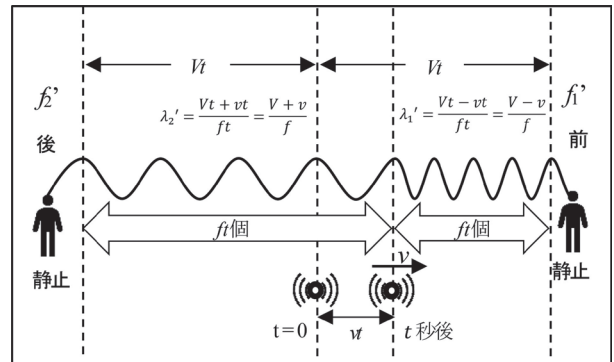 Vt Vt
f₂' f₁'
λ₂' = (Vt + vt)/ft = (V + v)/f λ₁' = (Vt − vt)/ft = (V − v)/f
後 前
ft個 ft個
静止 v 静止
t=0 vt t 秒後